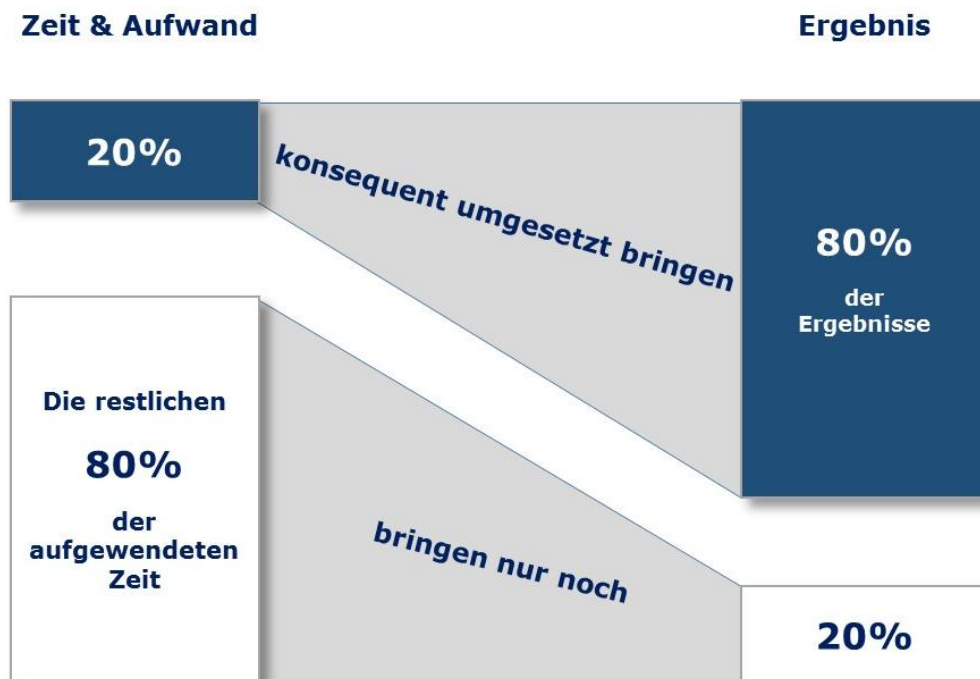 Zeit & Aufwand
Ergebnis
20%
konsequent umgesetzt bringen
80%
der
Ergebnisse
Die restlichen
80%
der
aufgewendeten
Zeit
bringen nur noch
20%